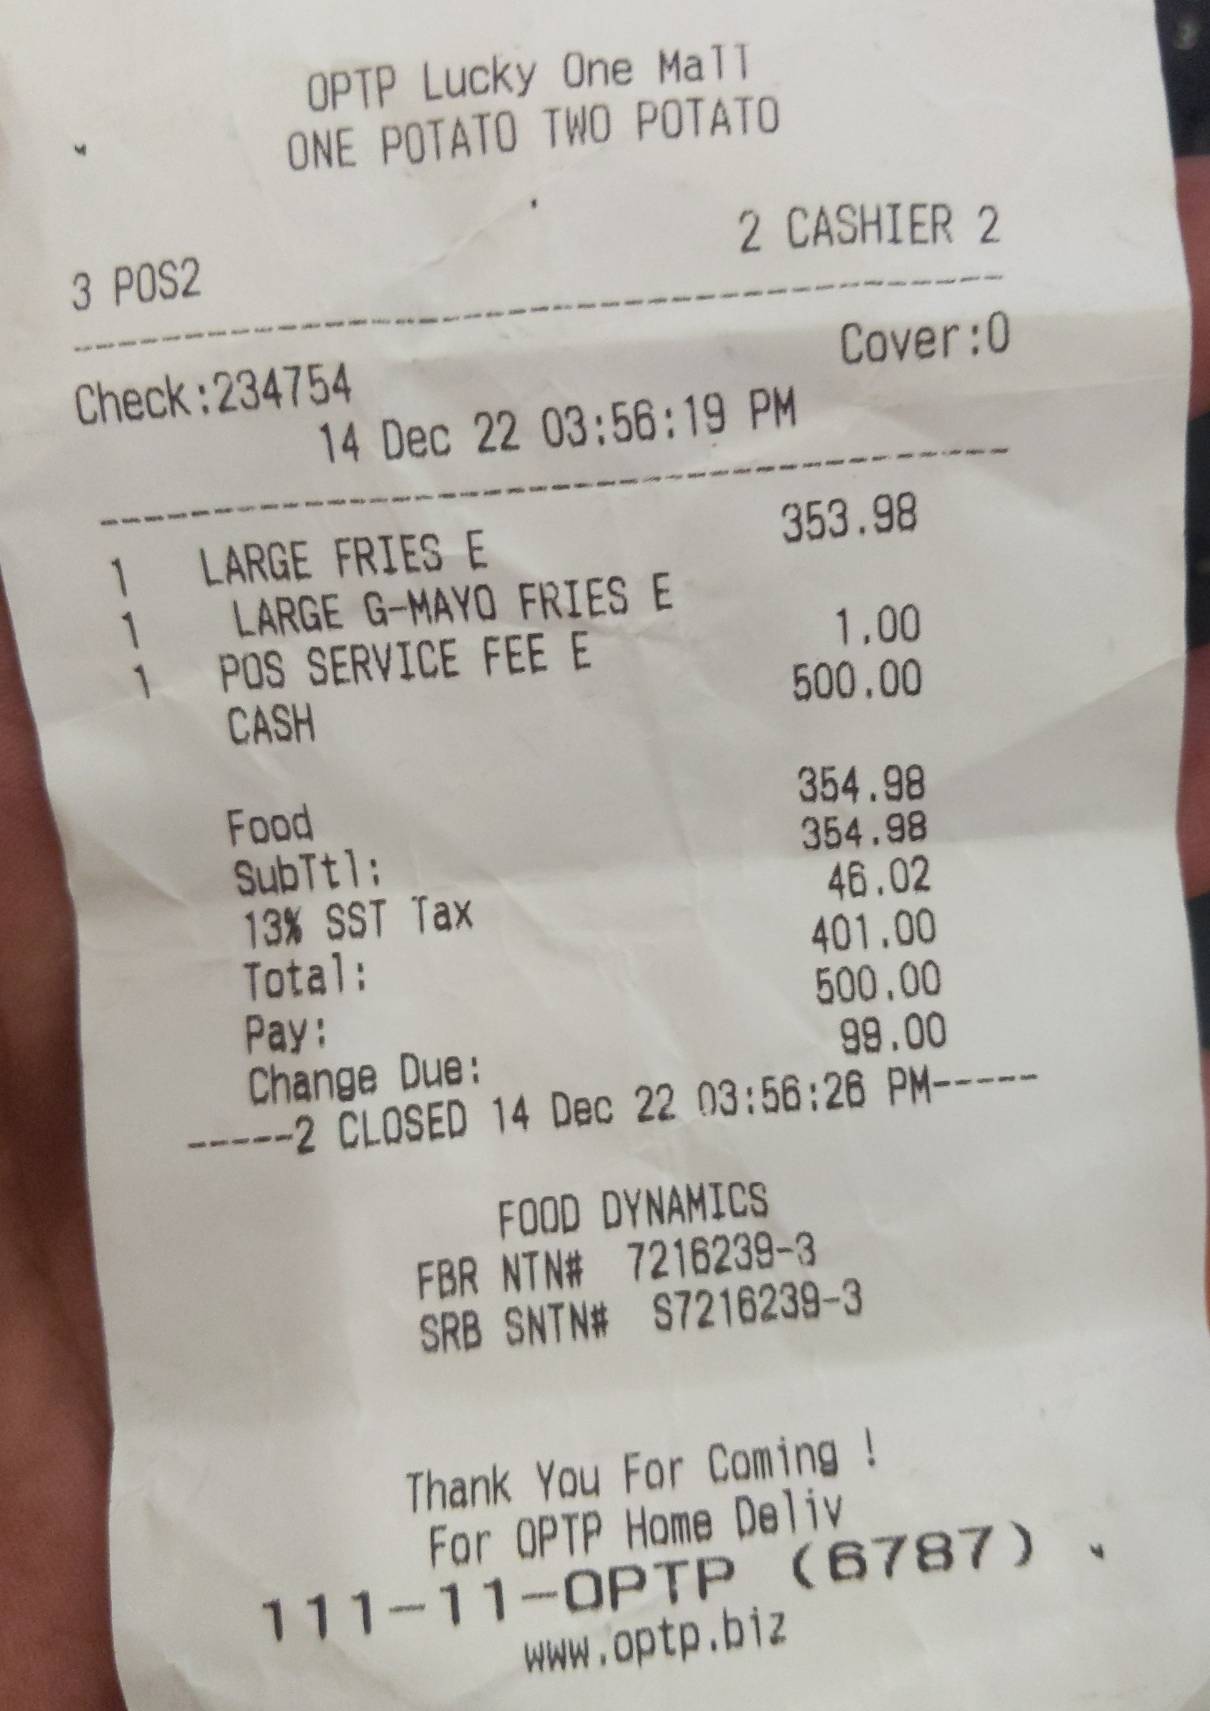 OPTP Lucky One Mall
ONE POTATO TWO POTATO
3 POS2 2 CASHIER 2
Check:234754 Cover:0
14 Dec 22 03:56:19 PM
1 LARGE FRIES E 353.98
1 LARGE G-MAYO FRIES E
1 POS SERVICE FEE E 1.00
CASH 500.00
Food 354.98
SubTtl: 354.98
13% SST Tax 46.02
Total: 401.00
Pay: 500.00
Change Due: 99.00
-----2 CLOSED 14 Dec 22 03:56:26 PM-----
FOOD DYNAMICS
FBR NTN# 7216239-3
SRB SNTN# S7216239-3
Thank You For Coming !
For OPTP Home Deliv
111-11-OPTP (6787)
www.optp.biz